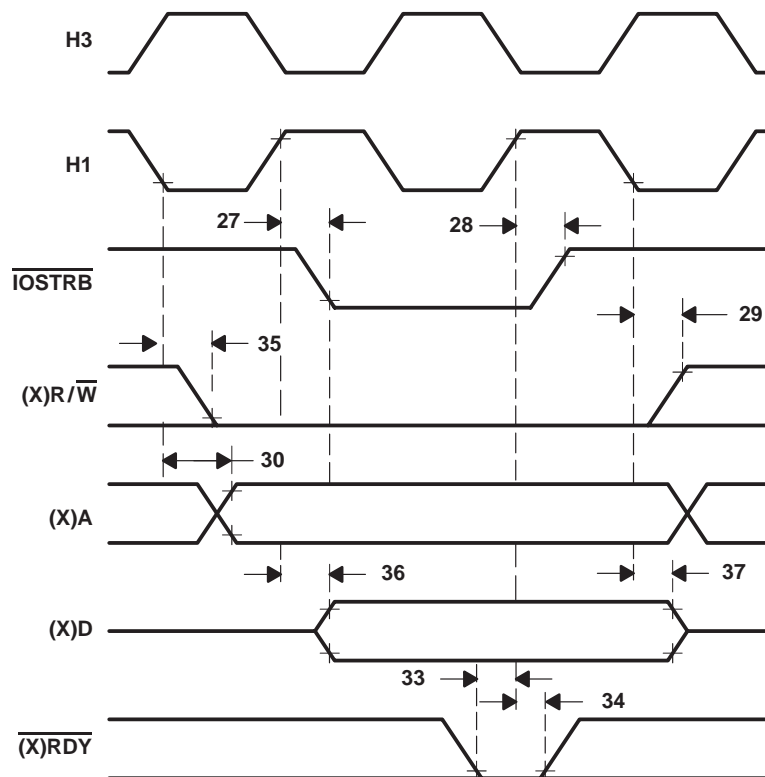 H3
H1
27
28
IOSTRB
29
35
(X)R/W
30
(X)A
36
37
(X)D
33
34
(X)RDY